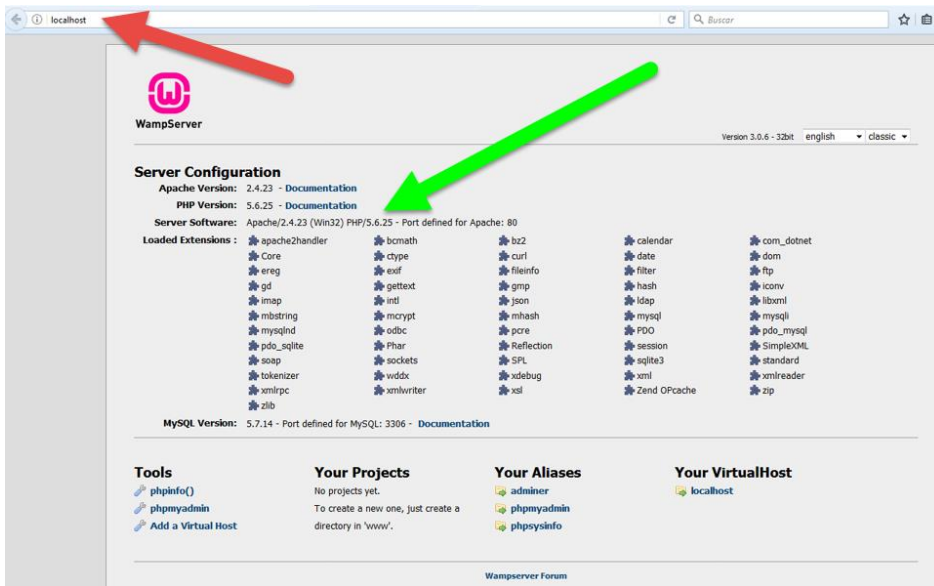 localhost
Buscar
WampServer
Version 3.0.6 - 32bit english classic
Server Configuration
Apache Version: 2.4.23 - Documentation
PHP Version: 5.6.25 - Documentation
Server Software: Apache/2.4.23 (Win32) PHP/5.6.25 - Port defined for Apache: 80
Loaded Extensions : apache2handler bcmath bz2 calendar com_dotnet
Core ctype curl date dom
ereg exif fileinfo filter ftp
gd gettext gmp hash iconv
imap intl json ldap libxml
mbstring mcrypt mhash mysql mysqli
mysqlnd odbc pcre PDO pdo_mysql
pdo_sqlite Phar Reflection session SimpleXML
soap sockets SPL sqlite3 standard
tokenizer wddx xdebug xml xmlreader
xmlrpc xmlwriter xsl Zend OPcache zip
zlib
MySQL Version: 5.7.14 - Port defined for MySQL: 3306 - Documentation
Tools
phpinfo()
phpmyadmin
Add a Virtual Host
Your Projects
No projects yet.
To create a new one, just create a
directory in 'www'.
Your Aliases
adminer
phpmyadmin
phpsysinfo
Your VirtualHost
localhost
Wampserver Forum